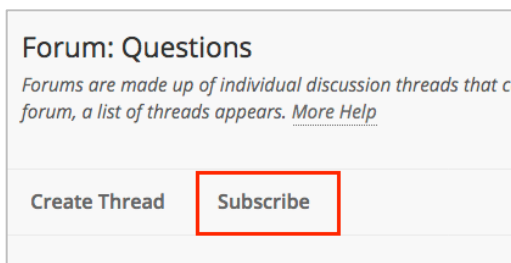 Forum: Questions
Forums are made up of individual discussion threads that c
forum, a list of threads appears. More Help
Create Thread Subscribe